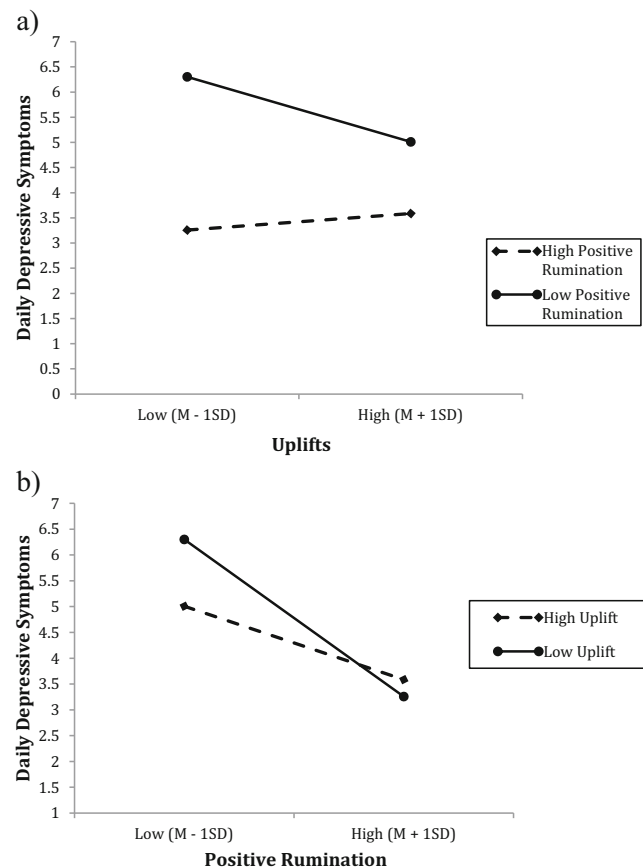 a)
7
6.5
6
5.5
5
4.5
4
3.5
3
2.5
2
1.5
1
0.5
0
Daily Depressive Symptoms
Low (M - 1SD)
High (M + 1SD)
Uplifts
High Positive
Rumination
Low Positive
Rumination
b)
7
6.5
6
5.5
5
4.5
4
3.5
3
2.5
2
1.5
1
Daily Depressive Symptoms
Low (M - 1SD)
High (M + 1SD)
Positive Rumination
High Uplift
Low Uplift